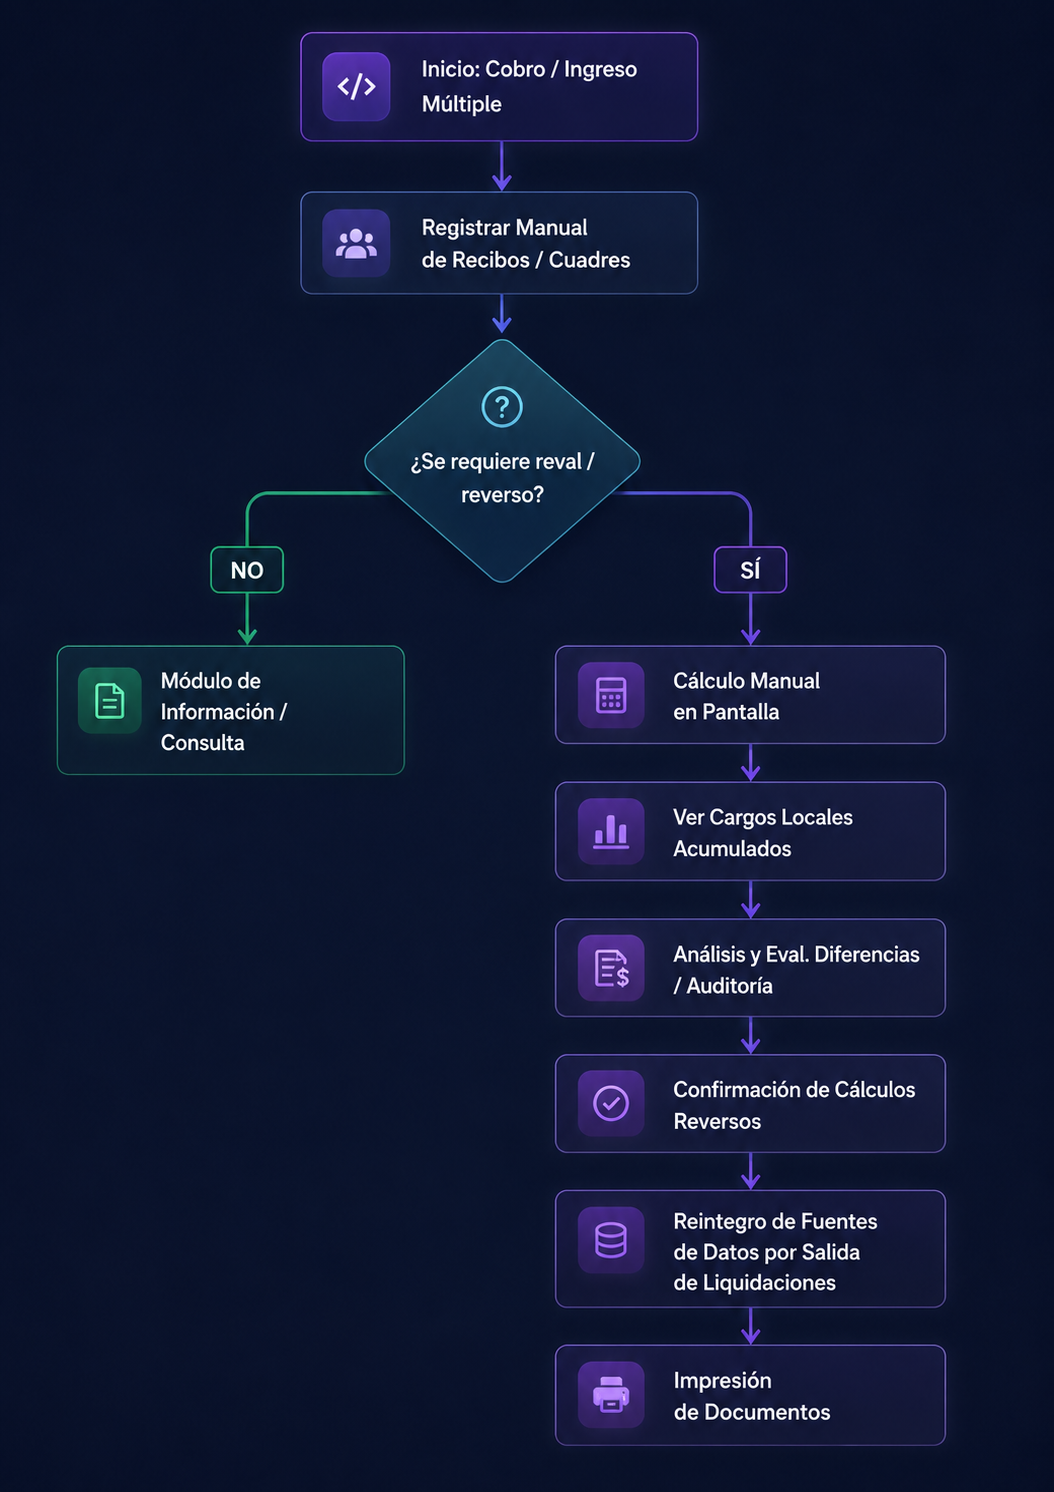 Inicio: Cobro / Ingreso
Múltiple
Registrar Manual
de Recibos / Cuadres
¿Se requiere reval /
reverso?
NO
SÍ
Módulo de
Información /
Consulta
Cálculo Manual
en Pantalla
Ver Cargos Locales
Acumulados
Análisis y Eval. Diferencias
/ Auditoría
Confirmación de Cálculos
Reversos
Reintegro de Fuentes
de Datos por Salida
de Liquidaciones
Impresión
de Documentos